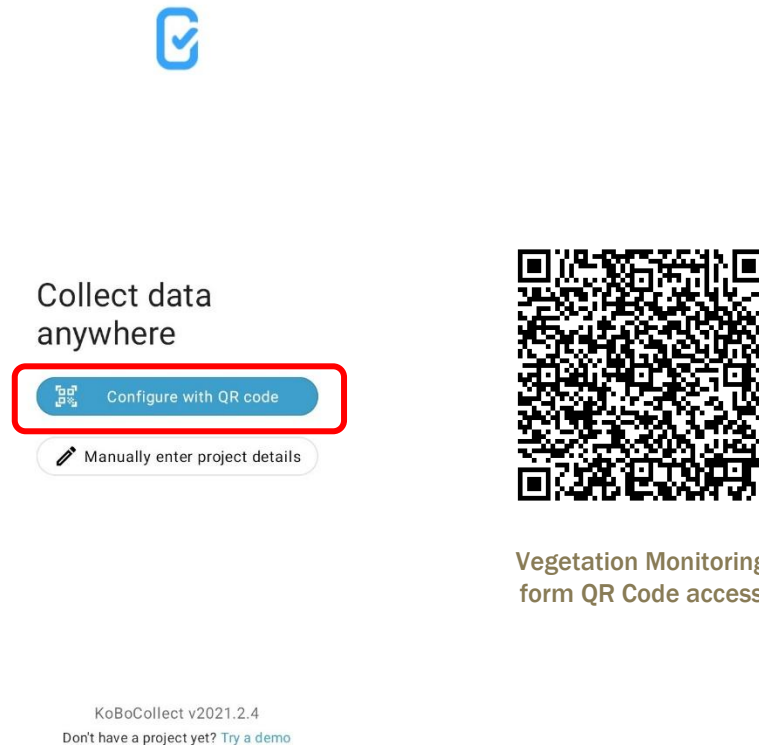 Collect data
anywhere
Configure with QR code
Manually enter project details
Vegetation Monitoring
form QR Code access
KoBoCollect v2021.2.4
Don't have a project yet? Try a demo